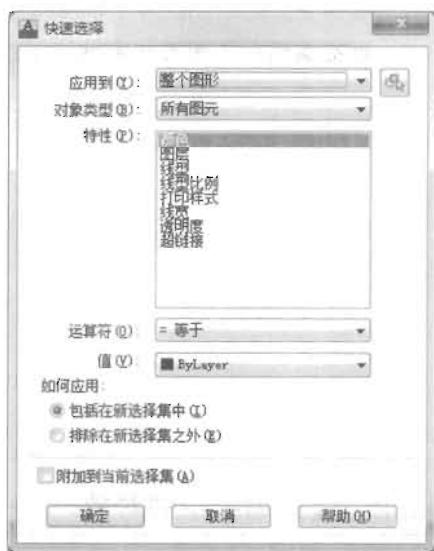 快速选择
应用到(Y): 整个图形
对象类型(B): 所有图元
特性(P): 颜色
图层
线型
线型比例
打印样式
线宽
透明度
超链接
运算符(O): = 等于
值(V): ByLayer
如何应用:
包括在新选择集中(I)
排除在新选择集之外(E)
附加到当前选择集(A)
确定 取消 帮助(H)